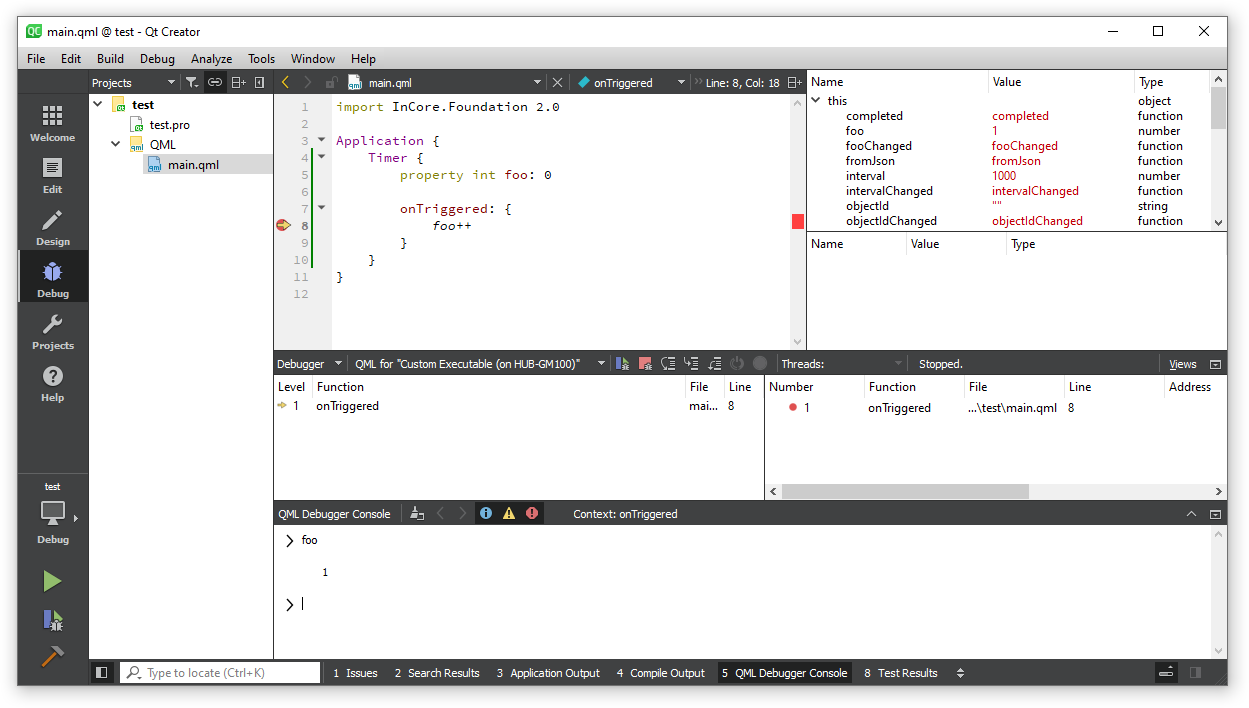 QC main.qml @ test - Qt Creator
File Edit Build Debug Analyze Tools Window Help
Projects
main.qml
onTriggered
Line: 8, Col: 18
Welcome
Edit
Design
Debug
Projects
Help
test
Debug
test
test.pro
QML
main.qml
1 import InCore.Foundation 2.0
2
3 Application {
4 Timer {
5 property int foo: 0
6
7 onTriggered: {
8 foo++
9 }
10 }
11 }
12
Name Value Type
this object
completed completed function
foo 1 number
fooChanged fooChanged function
fromJson fromJson function
interval 1000 number
intervalChanged intervalChanged function
objectId "" string
objectIdChanged objectIdChanged function
Name Value Type
Debugger QML for "Custom Executable (on HUB-GM100)" Threads: Stopped. Views
Level Function File Line
1 onTriggered mai... 8
Number Function File Line Address
1 onTriggered ...\test\main.qml 8
QML Debugger Console Context: onTriggered
foo
1
Type to locate (Ctrl+K) 1 Issues 2 Search Results 3 Application Output 4 Compile Output 5 QML Debugger Console 8 Test Results